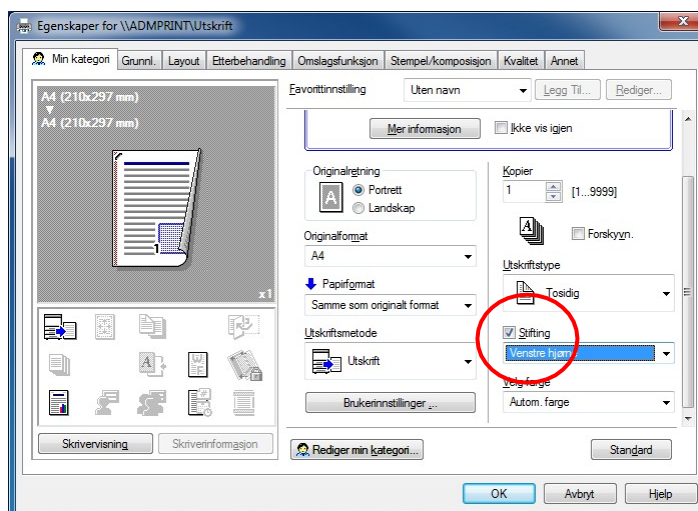 Egenskaper for \\ADMPRINT\Utskrift
Min kategori Grunnl. Layout Etterbehandling Omslagsfunksjon Stempel/komposisjon Kvalitet Annet
A4 (210x297 mm)
A4 (210x297 mm)
1
x1
Favorittinnstilling Uten navn Legg Til... Rediger...
Mer informasjon Ikke vis igjen
Originalretning
A
Portrett
Landskap
Originalformat
A4
Papirformat
Samme som originalt format
Utskriftsmetode
Utskrift
Brukerinnstillinger ...
Kopier
1 [1...9999]
A
Forskyvn.
Utskriftstype
Tosidig
Stifting
Venstre hjørne
Velg farge
Autom. farge
Skrivervisning Skriverinformasjon
Rediger min kategori... Standard
OK Avbryt Hjelp